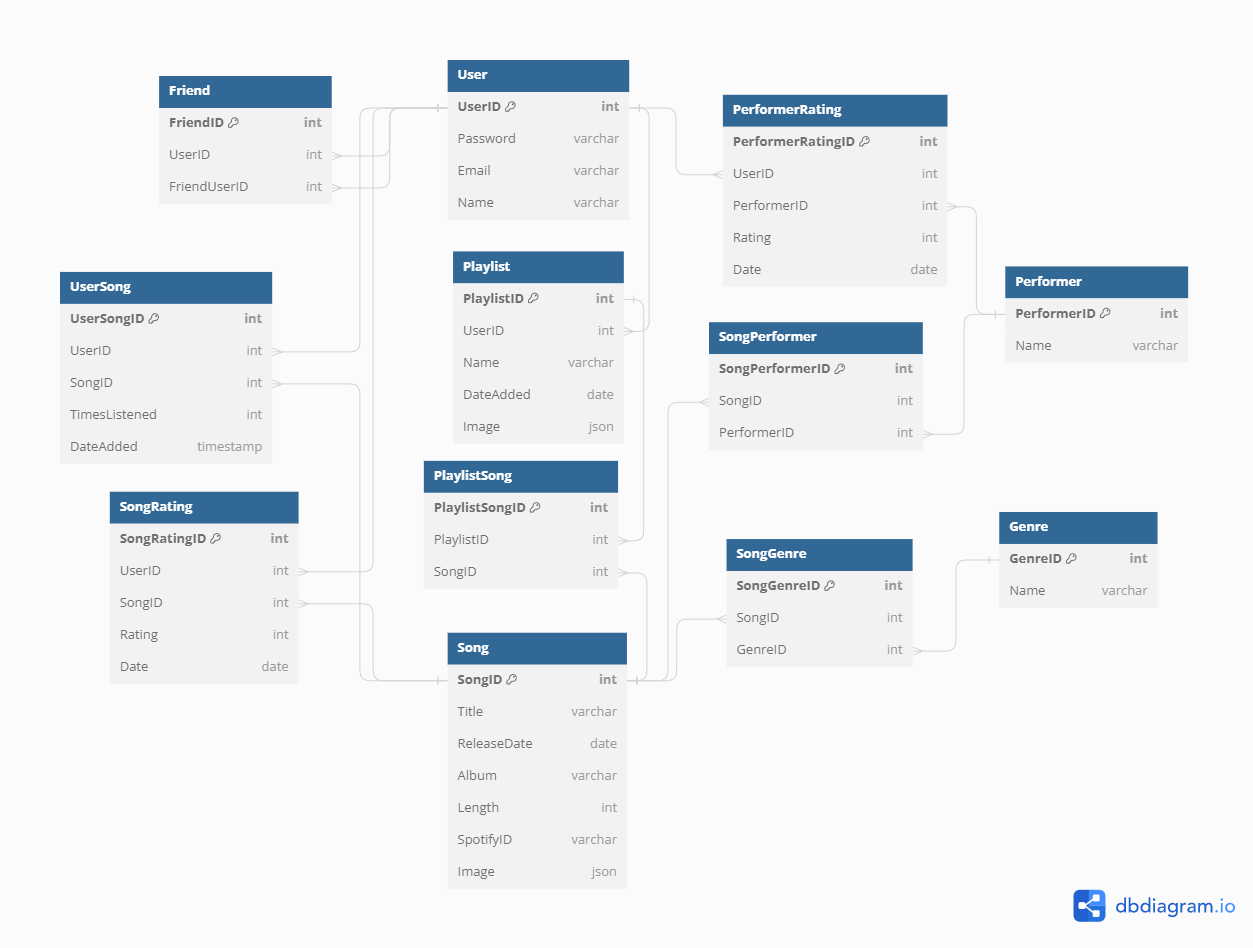 Friend
FriendID int
UserID int
FriendUserID int
User
UserID int
Password varchar
Email varchar
Name varchar
PerformerRating
PerformerRatingID int
UserID int
PerformerID int
Rating int
Date date
UserSong
UserSongID int
UserID int
SongID int
TimesListened int
DateAdded timestamp
Playlist
PlaylistID int
UserID int
Name varchar
DateAdded date
Image json
Performer
PerformerID int
Name varchar
SongPerformer
SongPerformerID int
SongID int
PerformerID int
SongRating
SongRatingID int
UserID int
SongID int
Rating int
Date date
PlaylistSong
PlaylistSongID int
PlaylistID int
SongID int
SongGenre
SongGenreID int
SongID int
GenreID int
Genre
GenreID int
Name varchar
Song
SongID int
Title varchar
ReleaseDate date
Album varchar
Length int
SpotifyID varchar
Image json
dbdiagram.io